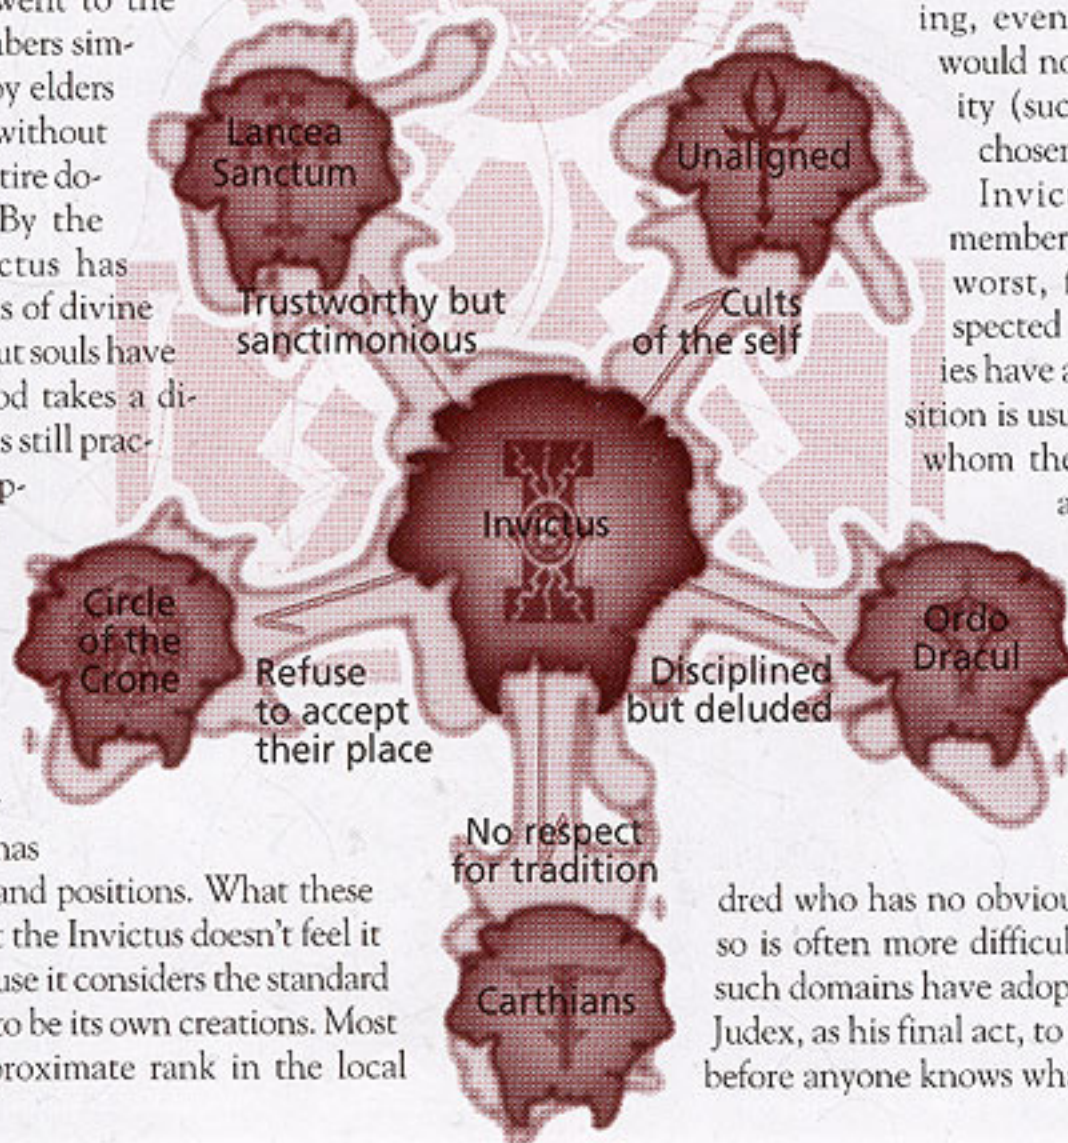 went to the
bers sim-
by elders
without
tire do-
By the
ctus has
s of divine
ut souls have
od takes a di-
s still prac-
p-
ing, even
would no
ity (suc
chosen
Invic
member
worst, f
spected
ies have a
sition is usu
whom the
a
Lancea
Sanctum
Unaligned
Trustworthy but
sanctimonious
Cults
of the self
Invictus
Circle
of the
Crone
Ordo
Dracul
Refuse
to accept
their place
Disciplined
but deluded
No respect
for tradition
Carthians
has
and positions. What these
t the Invictus doesn't feel it
use it considers the standard
to be its own creations. Most
proximate rank in the local
dred who has no obviou
so is often more difficul
such domains have adop
Judex, as his final act, to
before anyone knows wha